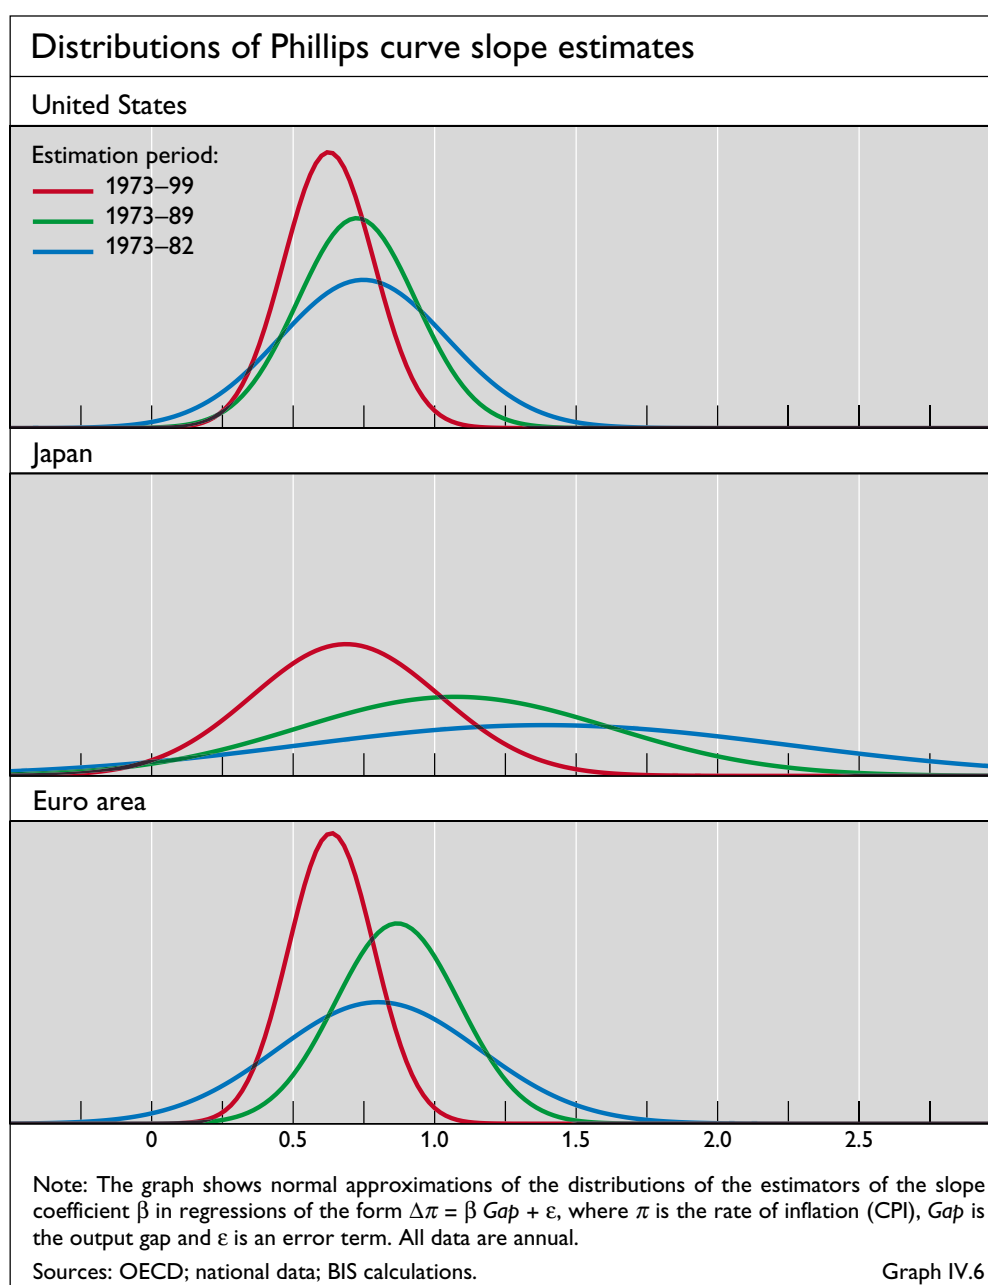 Distributions of Phillips curve slope estimates
United States
Estimation period:
1973–99
1973–89
1973–82
Japan
Euro area
0 0.5 1.0 1.5 2.0 2.5
Note: The graph shows normal approximations of the distributions of the estimators of the slope
coefficient β in regressions of the form Δπ = β Gap + ε, where π is the rate of inflation (CPI), Gap is
the output gap and ε is an error term. All data are annual.
Sources: OECD; national data; BIS calculations. Graph IV.6